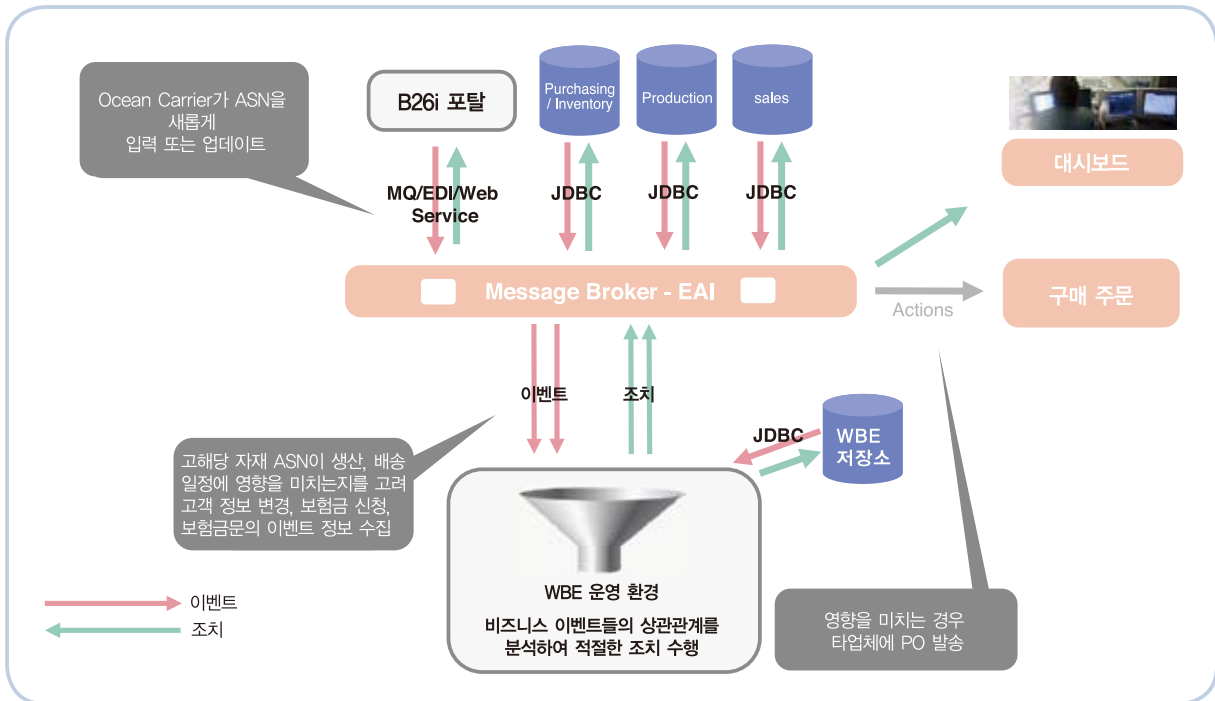 Ocean Carrier가 ASN을
새롭게
입력 또는 업데이트
B26i 포탈
Purchasing
/ Inventory
Production
sales
대시보드
MQ/EDI/Web
Service
JDBC
JDBC
JDBC
Message Broker - EAI
Actions
구매 주문
이벤트
조치
JDBC
WBE
저장소
고해당 자재 ASN이 생산, 배송
일정에 영향을 미치는지를 고려
고객 정보 변경, 보험금 신청,
보험금문의 이벤트 정보 수집
WBE 운영 환경
비즈니스 이벤트들의 상관관계를
분석하여 적절한 조치 수행
이벤트
조치
영향을 미치는 경우
타업체에 PO 발송